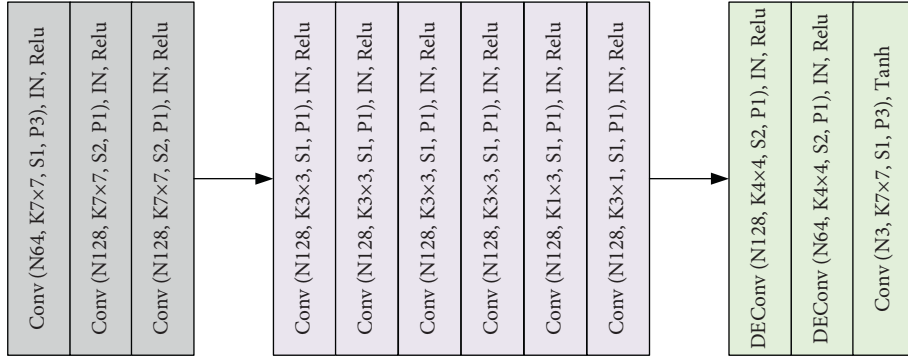 Conv (N64, K7×7, S1, P3), IN, Relu
Conv (N128, K7×7, S2, P1), IN, Relu
Conv (N128, K7×7, S2, P1), IN, Relu
Conv (N128, K3×3, S1, P1), IN, Relu
Conv (N128, K3×3, S1, P1), IN, Relu
Conv (N128, K3×3, S1, P1), IN, Relu
Conv (N128, K3×3, S1, P1), IN, Relu
Conv (N128, K1×3, S1, P1), IN, Relu
Conv (N128, K3×1, S1, P1), IN, Relu
DEConv (N128, K4×4, S2, P1), IN, Relu
DEConv (N64, K4×4, S2, P1), IN, Relu
Conv (N3, K7×7, S1, P3), Tanh